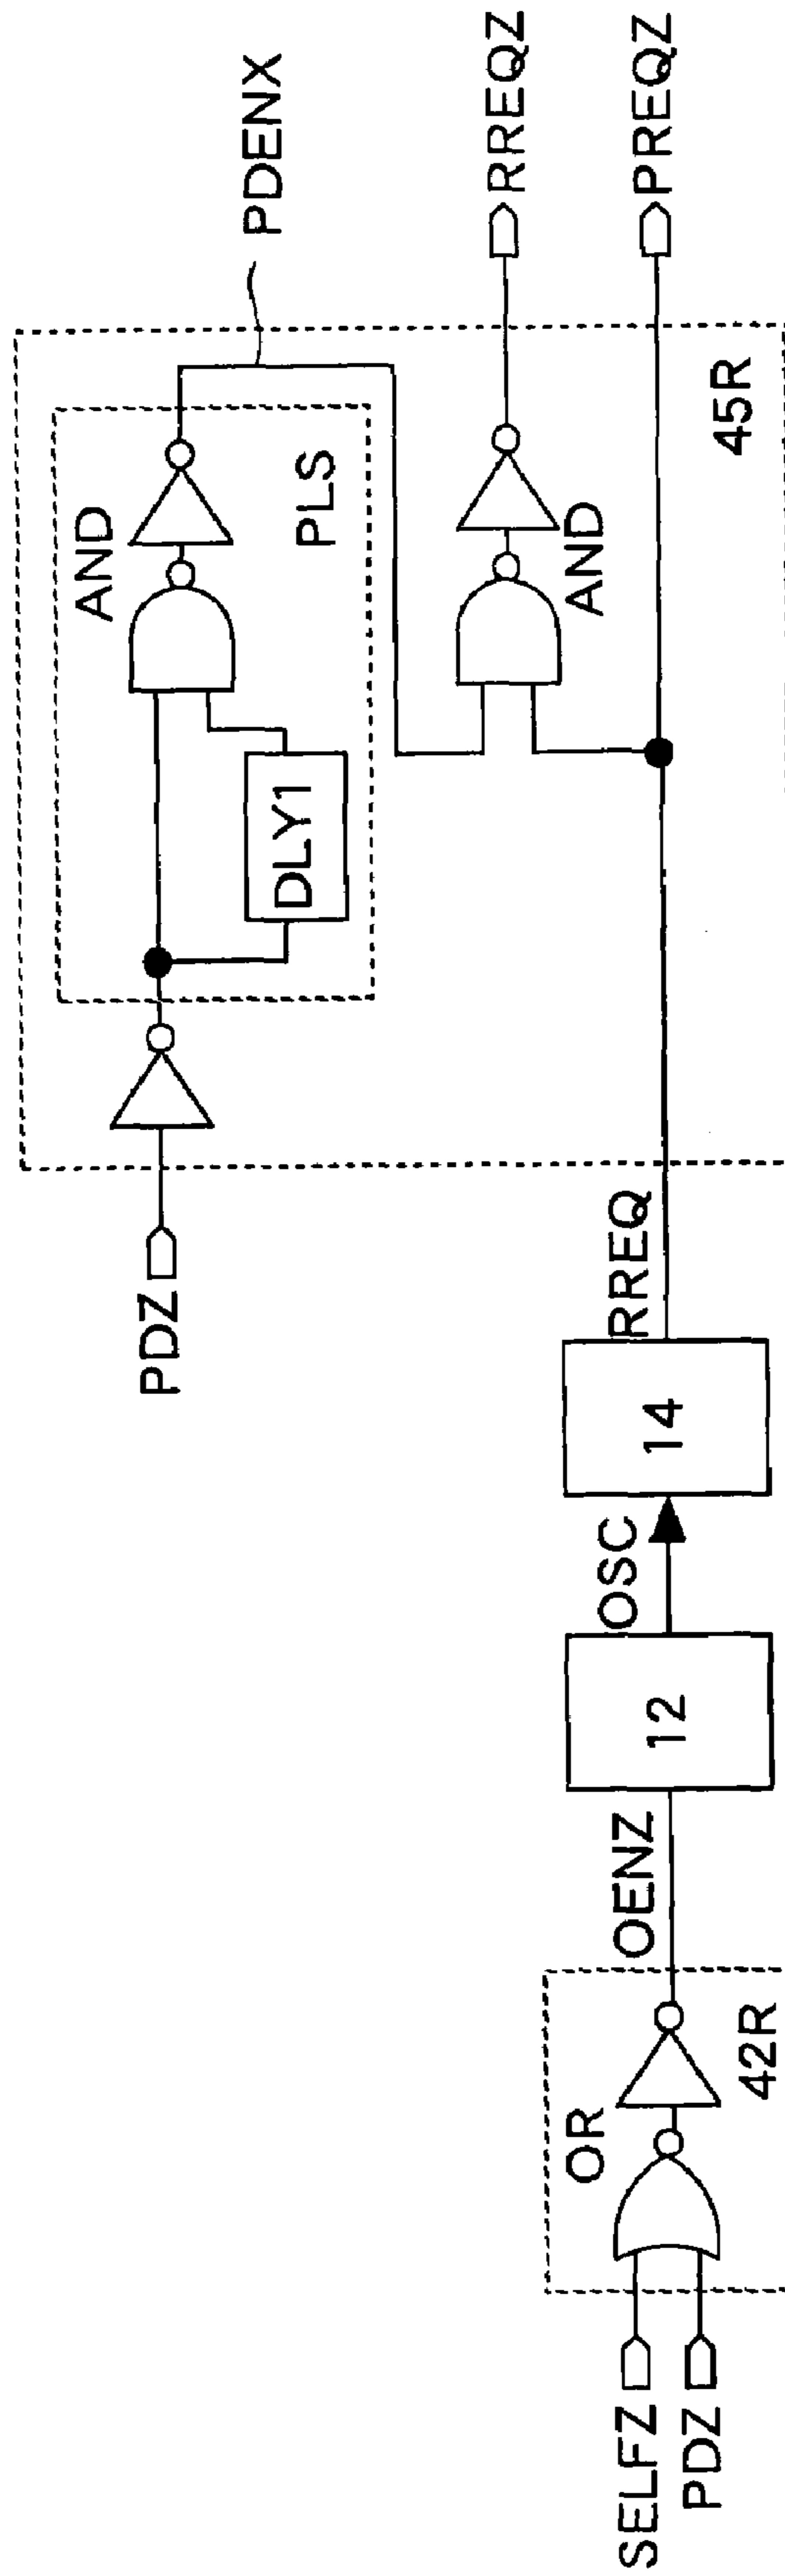 PDZ
AND
DLY1
PLS
PDENX
AND
RREQZ
PREQZ
45R
SELFZ
PDZ
OR
42R
OENZ
12
OSC
14
RREQ